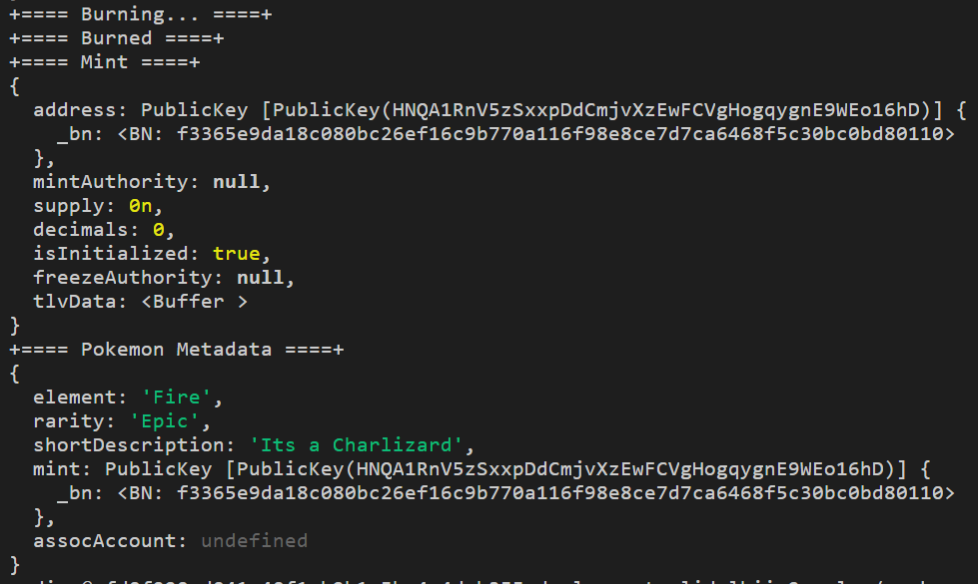 +==== Burning... ====+
+==== Burned ====+
+==== Mint ====+
{
  address: PublicKey [PublicKey(HNQA1RnV5zSxxpDdCmjvXzEwFCVgHogqygnE9WEo16hD)] {
    _bn: <BN: f3365e9da18c080bc26ef16c9b770a116f98e8ce7d7ca6468f5c30bc0bd80110>
  },
  mintAuthority: null,
  supply: 0n,
  decimals: 0,
  isInitialized: true,
  freezeAuthority: null,
  tlvData: <Buffer >
}
+==== Pokemon Metadata ====+
{
  element: 'Fire',
  rarity: 'Epic',
  shortDescription: 'Its a Charlizard',
  mint: PublicKey [PublicKey(HNQA1RnV5zSxxpDdCmjvXzEwFCVgHogqygnE9WEo16hD)] {
    _bn: <BN: f3365e9da18c080bc26ef16c9b770a116f98e8ce7d7ca6468f5c30bc0bd80110>
  },
  assocAccount: undefined
}